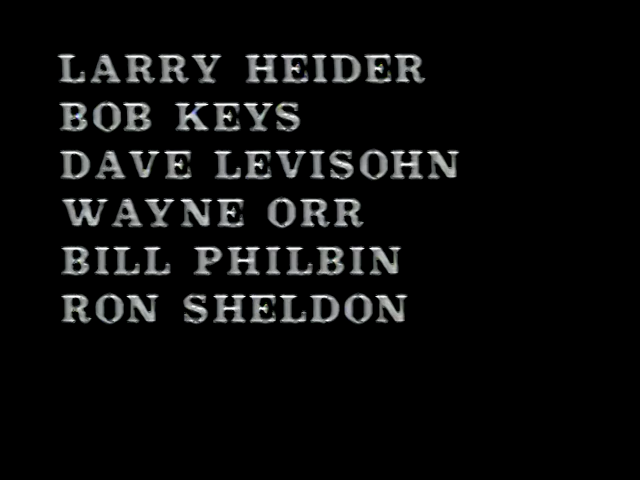 LARRY HEIDER
BOB KEYS
DAVE LEVISOHN
WAYNE ORR
BILL PHILBIN
RON SHELDON